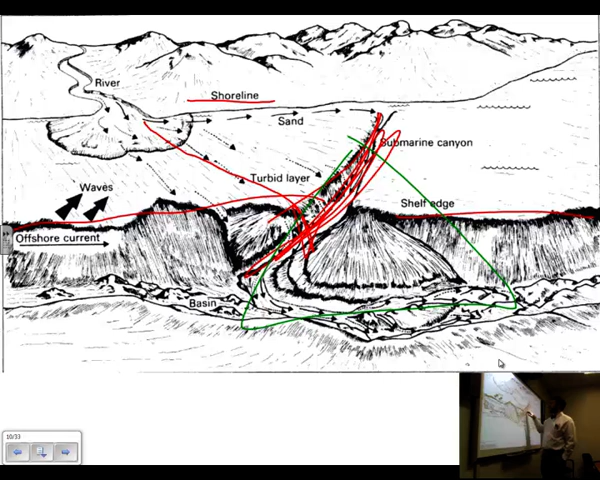 River
Shoreline
Sand
Submarine canyon
Turbid layer
Waves
Shelf edge
Offshore current
Basin
10/33